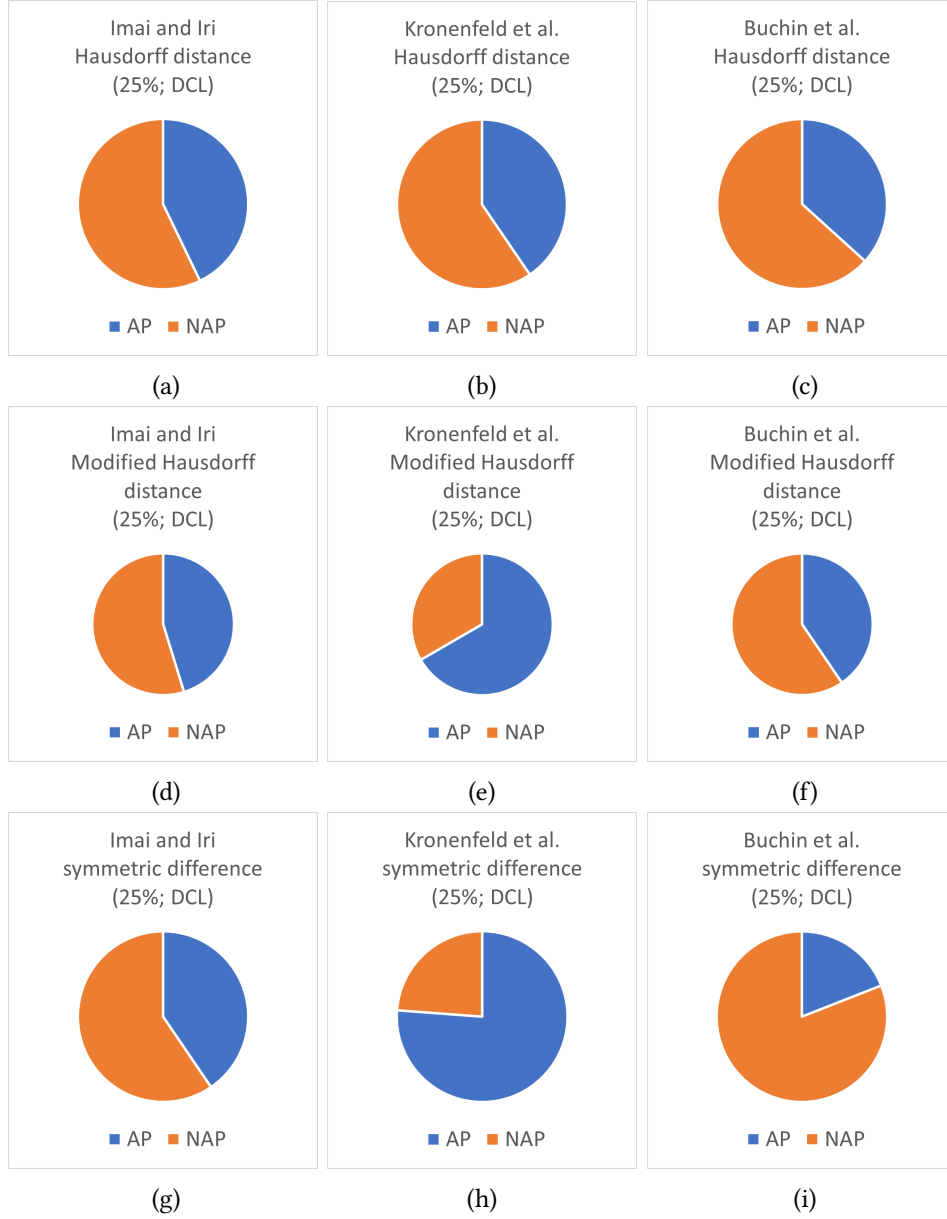 Imai and Iri
Hausdorff distance
(25%; DCL)
AP NAP
(a)
Kronenfeld et al.
Hausdorff distance
(25%; DCL)
AP NAP
(b)
Buchin et al.
Hausdorff distance
(25%; DCL)
AP NAP
(c)
Imai and Iri
Modified Hausdorff
distance
(25%; DCL)
AP NAP
(d)
Kronenfeld et al.
Modified Hausdorff
distance
(25%; DCL)
AP NAP
(e)
Buchin et al.
Modified Hausdorff
distance
(25%; DCL)
AP NAP
(f)
Imai and Iri
symmetric difference
(25%; DCL)
AP NAP
(g)
Kronenfeld et al.
symmetric difference
(25%; DCL)
AP NAP
(h)
Buchin et al.
symmetric difference
(25%; DCL)
AP NAP
(i)